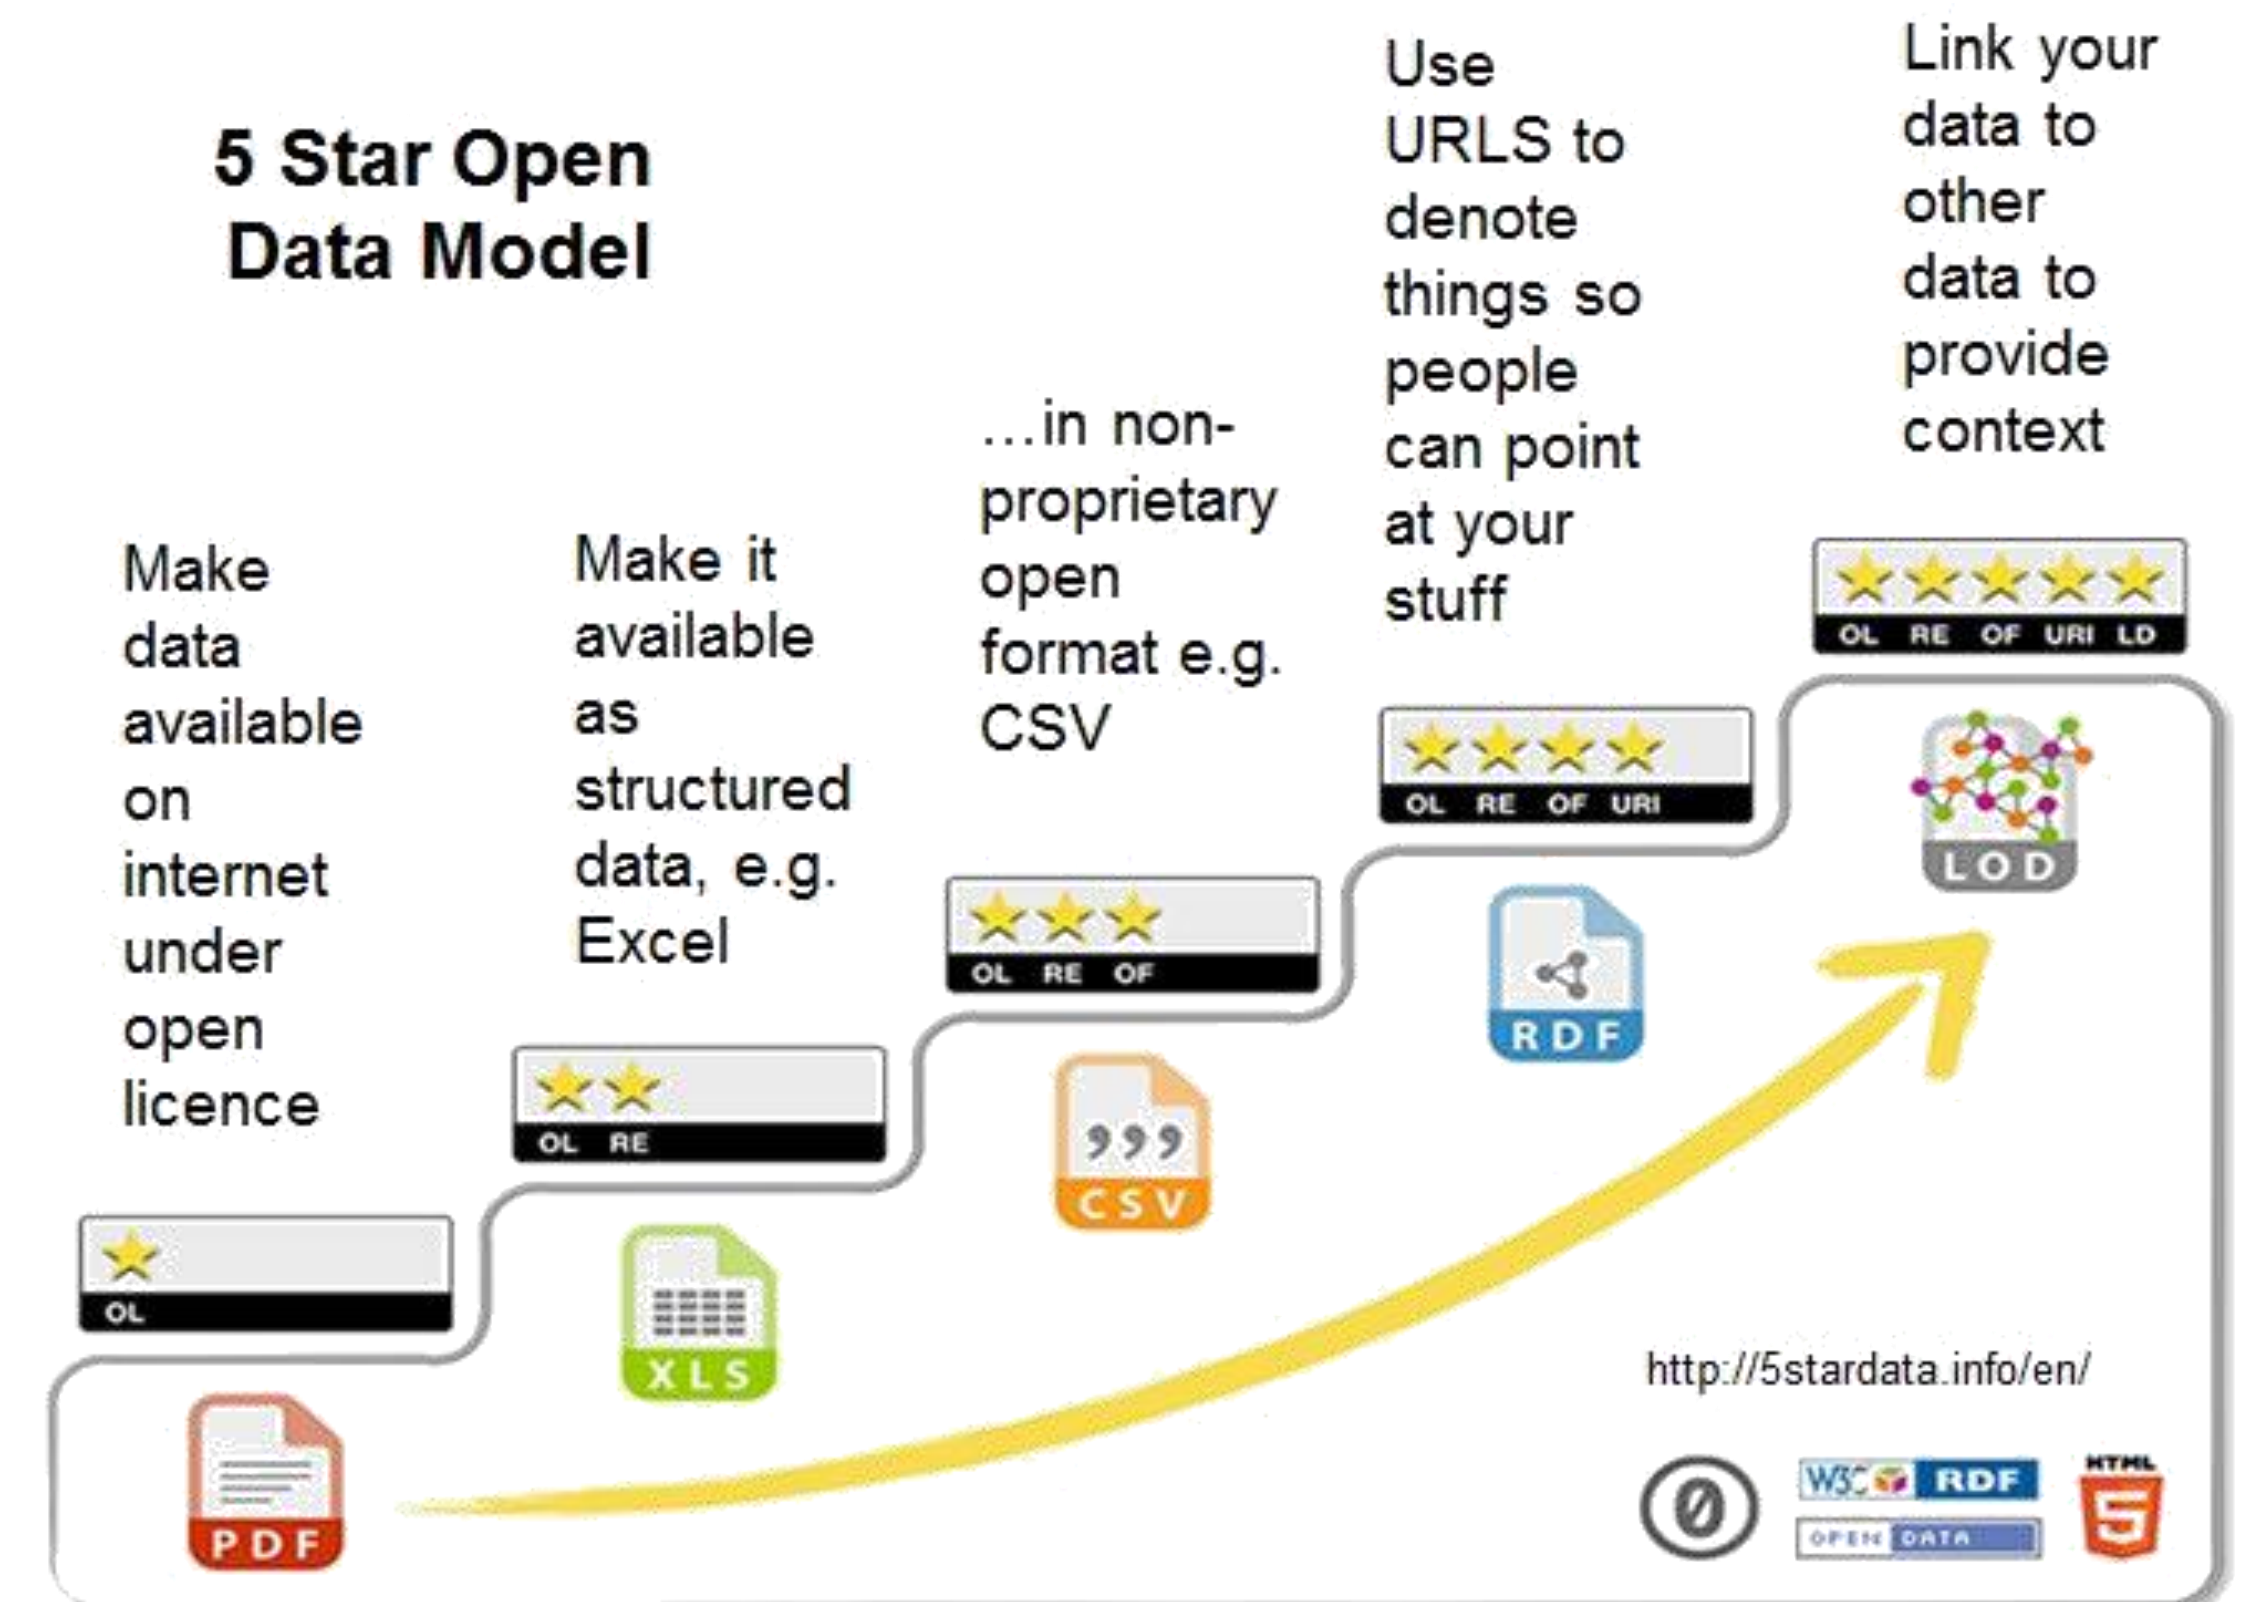 5 Star Open
Data Model
Make
data
available
on
internet
under
open
licence
Make it
available
as
structured
data, e.g.
Excel
…in non-
proprietary
open
format e.g.
CSV
Use
URLS to
denote
things so
people
can point
at your
stuff
Link your
data to
other
data to
provide
context
OL
OL RE
OL RE OF
OL RE OF URI
OL RE OF URI LD
PDF
XLS
CSV
RDF
LOD
http://5stardata.info/en/
0
W3C RDF
OPEN DATA
HTML
5